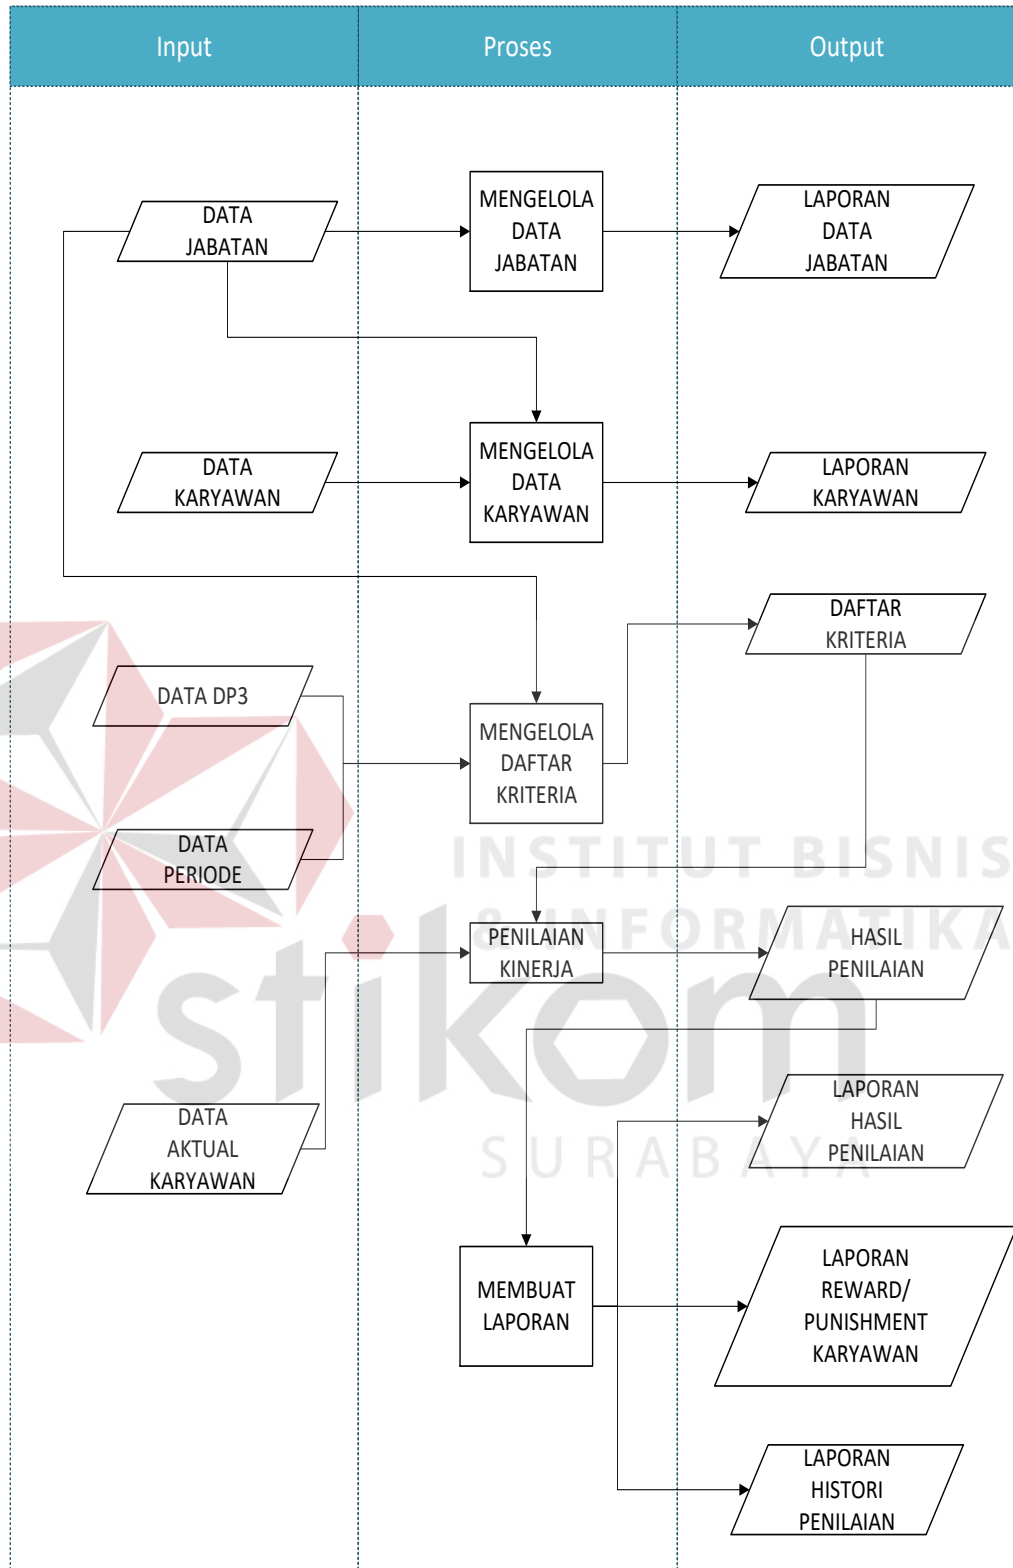 Input
Proses
Output
DATA
JABATAN
MENGELOLA
DATA
JABATAN
LAPORAN
DATA
JABATAN
DATA
KARYAWAN
MENGELOLA
DATA
KARYAWAN
LAPORAN
KARYAWAN
DAFTAR
KRITERIA
DATA DP3
MENGELOLA
DAFTAR
KRITERIA
DATA
PERIODE
INSTITUT BISNIS
& INFORMATIKA
stikom
SURABAYA
PENILAIAN
KINERJA
HASIL
PENILAIAN
DATA
AKTUAL
KARYAWAN
LAPORAN
HASIL
PENILAIAN
MEMBUAT
LAPORAN
LAPORAN
REWARD/
PUNISHMENT
KARYAWAN
LAPORAN
HISTORI
PENILAIAN